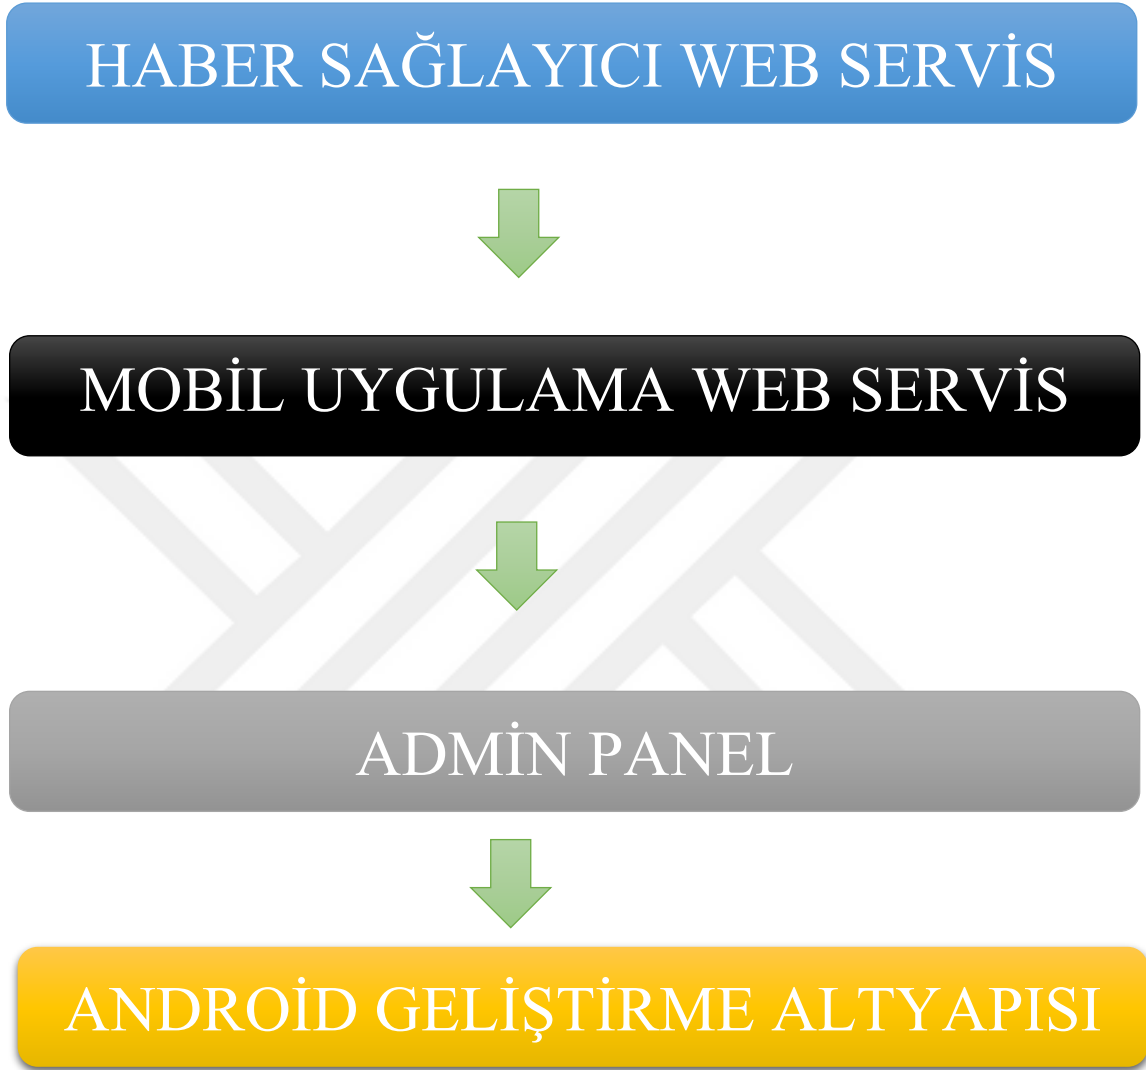 HABER SAĞLAYICI WEB SERVİS
MOBİL UYGULAMA WEB SERVİS
ADMİN PANEL
ANDROİD GELİŞTİRME ALTYAPISI